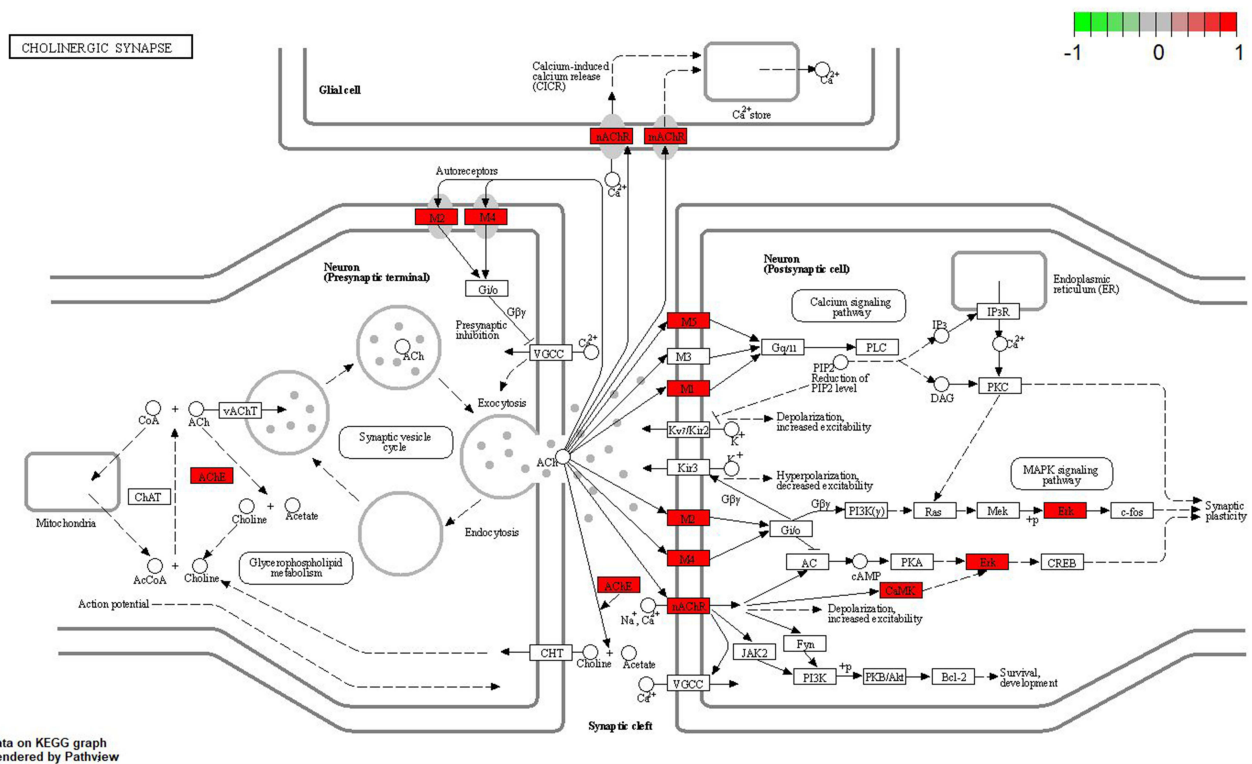 CHOLINERGIC SYNAPSE
-1 0 1
Glial cell
Calcium-induced
calcium release
(CICR)
Ca2+
Ca2+ store
nAChR
mAChR
Ca2+
Autoreceptors
M2
M4
Neuron
(Presynaptic terminal)
Gi/o
Gβγ
Presynaptic
inhibition
VGCC
Ca2+
ACh
Exocytosis
CoA
+
ACh
vAChT
Synaptic vesicle
cycle
ACh
AChE
ChAT
Mitochondria
Choline
+
Acetate
Endocytosis
AcCoA
+
Choline
Glycerophospholipid
metabolism
Action potential
AChE
CHT
Choline
+
Acetate
Synaptic cleft
Neuron
(Postsynaptic cell)
Calcium signaling
pathway
Endoplasmic
reticulum (ER)
IP3R
IP3
Ca2+
M5
M3
M1
Gq/11
PLC
PIP2
Reduction of
PIP2 level
DAG
PKC
Kv7/Kir2
K+
Depolarization,
increased excitability
Kir3
K+
Hyperpolarization,
decreased excitability
MAPK signaling
pathway
Gβγ
Gβγ
M2
Gi/o
PI3K(γ)
Ras
Mek
+p
Erk
c-fos
Synaptic
plasticity
M4
AC
cAMP
PKA
Erk
CREB
CaMK
nAChR
Na+, Ca2+
Depolarization,
increased excitability
JAK2
Fyn
PI3K
+p
PKB/Akt
Bcl-2
Survival,
development
VGCC
Ca2+
ata on KEGG graph
endered by Pathview